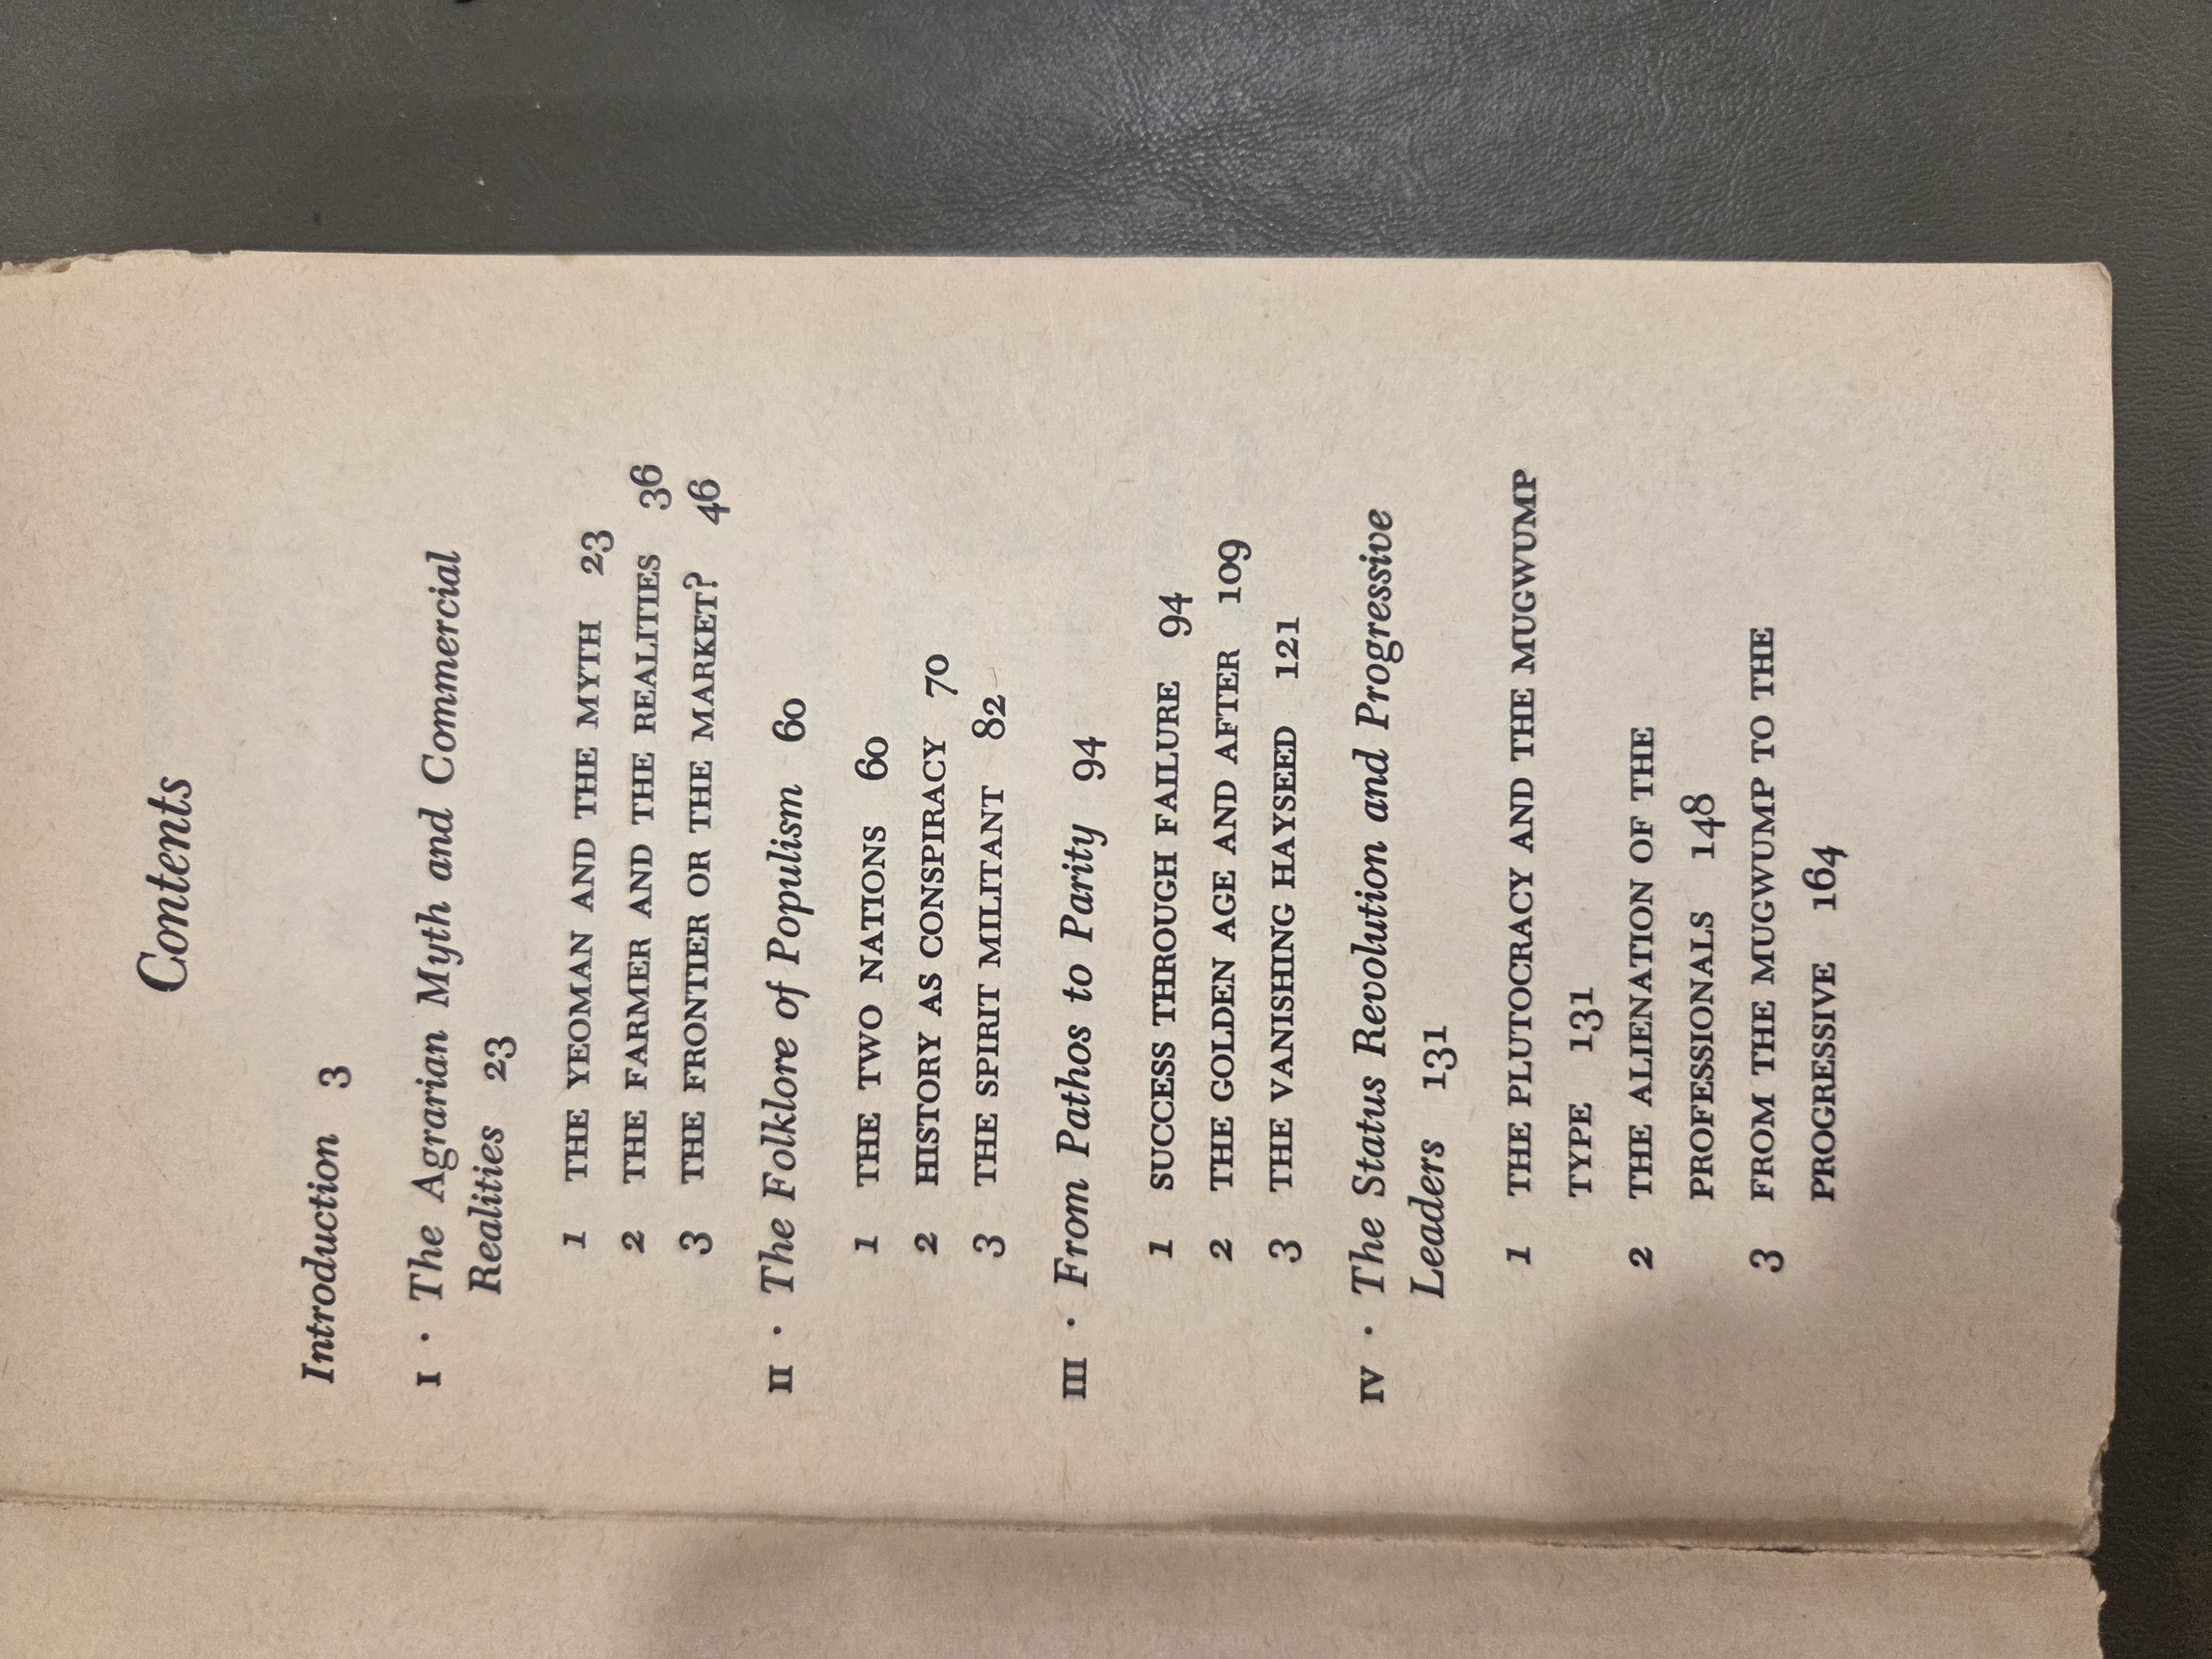 Contents
Introduction 3
I · The Agrarian Myth and Commercial
Realities 23
1 THE YEOMAN AND THE MYTH 23
2 THE FARMER AND THE REALITIES 36
3 THE FRONTIER OR THE MARKET? 46
II · The Folklore of Populism 60
1 THE TWO NATIONS 60
2 HISTORY AS CONSPIRACY 70
3 THE SPIRIT MILITANT 82
III · From Pathos to Parity 94
1 SUCCESS THROUGH FAILURE 94
2 THE GOLDEN AGE AND AFTER 109
3 THE VANISHING HAYSEED 121
IV · The Status Revolution and Progressive
Leaders 131
1 THE PLUTOCRACY AND THE MUGWUMP
TYPE 131
2 THE ALIENATION OF THE
PROFESSIONALS 148
3 FROM THE MUGWUMP TO THE
PROGRESSIVE 164